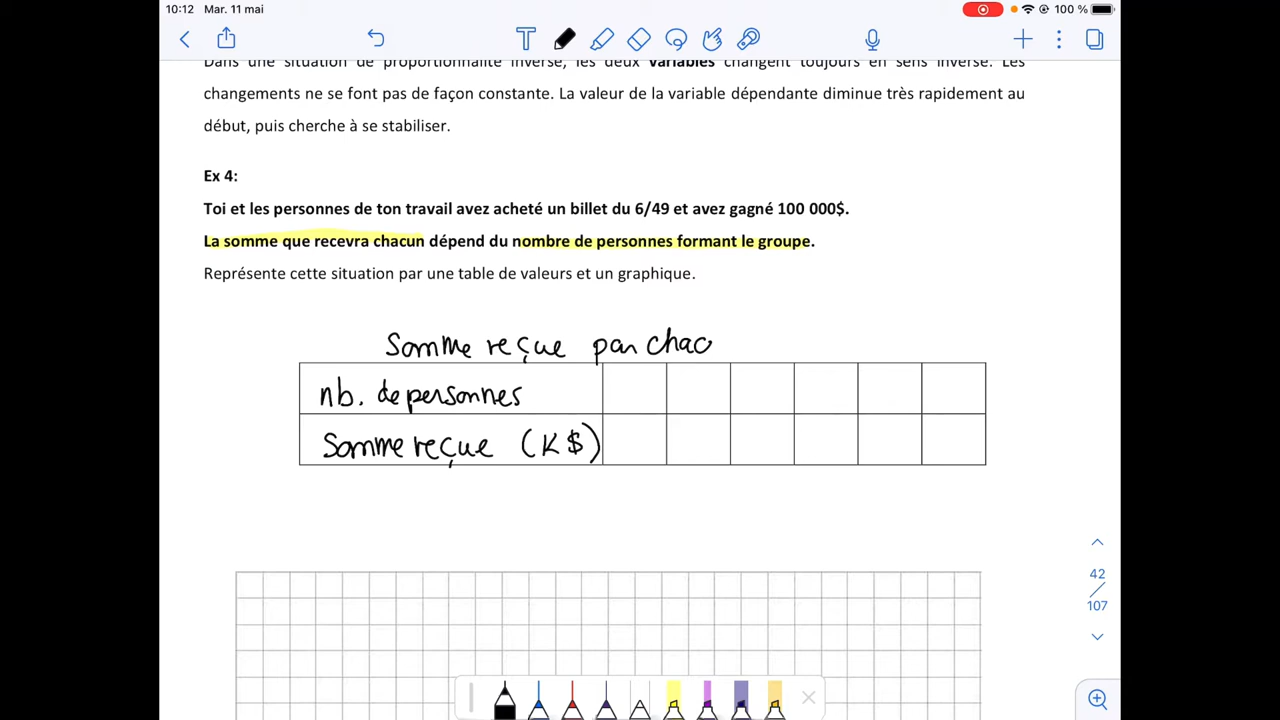 10:12 Mar. 11 mai
100 %
Dans une situation de proportionnalité inverse, les deux variables changent toujours en sens inverse. Les
changements ne se font pas de façon constante. La valeur de la variable dépendante diminue très rapidement au
début, puis cherche à se stabiliser.
Ex 4:
Toi et les personnes de ton travail avez acheté un billet du 6/49 et avez gagné 100 000$.
La somme que recevra chacun dépend du nombre de personnes formant le groupe.
Représente cette situation par une table de valeurs et un graphique.
Somme reçue par chac
nb. de personnes
Somme reçue (K$)
42
107